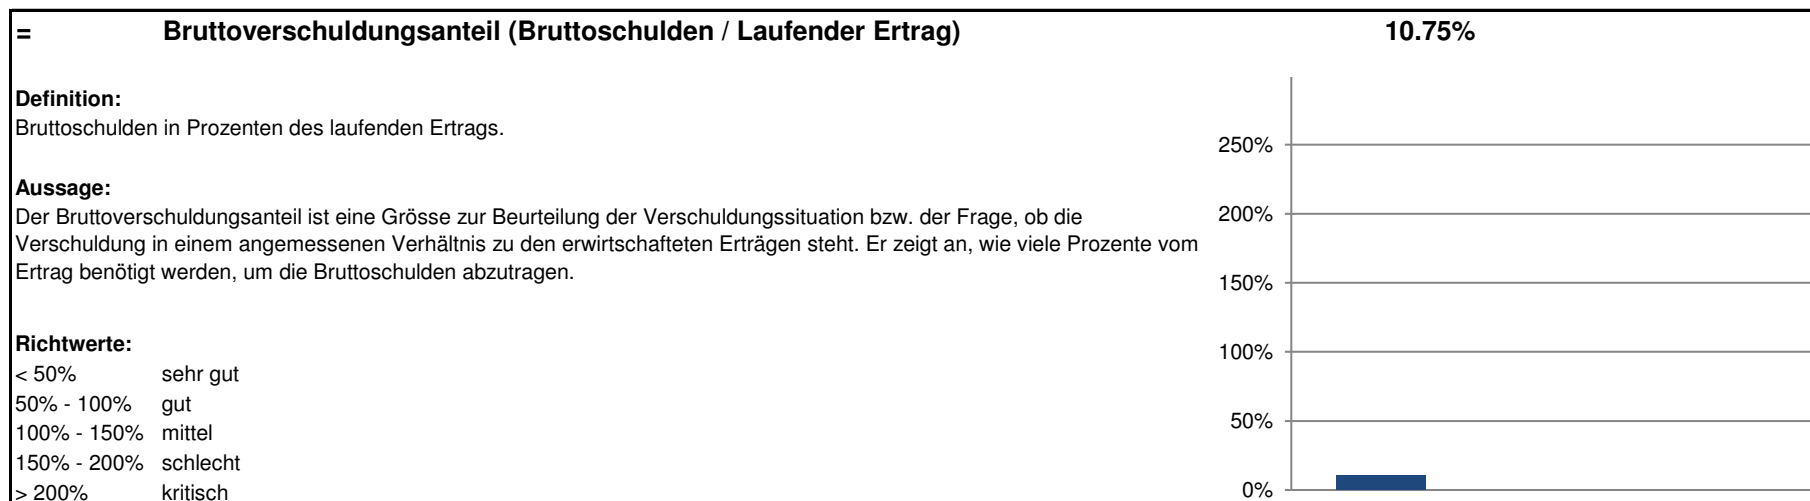 = Bruttoverschuldungsanteil (Bruttoschulden / Laufender Ertrag) 10.75%
Definition:
Bruttoschulden in Prozenten des laufenden Ertrags.
Aussage:
Der Bruttoverschuldungsanteil ist eine Grösse zur Beurteilung der Verschuldungssituation bzw. der Frage, ob die
Verschuldung in einem angemessenen Verhältnis zu den erwirtschafteten Erträgen steht. Er zeigt an, wie viele Prozente vom
Ertrag benötigt werden, um die Bruttoschulden abzutragen.
Richtwerte:
< 50% sehr gut
50% - 100% gut
100% - 150% mittel
150% - 200% schlecht
> 200% kritisch
250%
200%
150%
100%
50%
0%